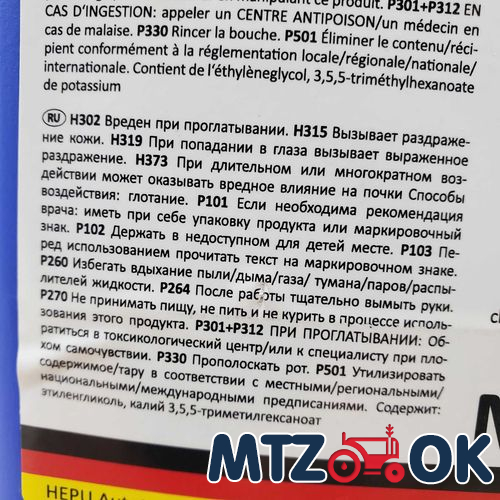 manipulant ce produit. P301+P312 EN
CAS D'INGESTION: appeler un CENTRE ANTIPOISON/un médecin en
cas de malaise. P330 Rincer la bouche. P501 Éliminer le contenu/réci-
pient conformément à la réglementation locale/régionale/nationale/
internationale. Contient de l'éthylèneglycol, 3,5,5-triméthylhexanoate
de potassium
RU H302 Вреден при проглатывании. H315 Вызывает раздраже-
ние кожи. H319 При попадании в глаза вызывает выраженное
раздражение. H373 При длительном или многократном воз-
действии может оказывать вредное влияние на почки Способы
воздействия: глотание. P101 Если необходима рекомендация
врача: иметь при себе упаковку продукта или маркировочный
знак. P102 Держать в недоступном для детей месте. P103 Пе-
ред использованием прочитать текст на маркировочном знаке.
P260 Избегать вдыхание пыли/дыма/газа/ тумана/паров/распы-
лителей жидкости. P264 После работы тщательно вымыть руки.
P270 Не принимать пищу, не пить и не курить в процессе исполь-
зования этого продукта. P301+P312 ПРИ ПРОГЛАТЫВАНИИ: Об-
ратиться в токсикологический центр/или к специалисту при пло-
хом самочувствии. P330 Прополоскать рот. P501 Утилизировать
содержимое/тару в соответствии с местными/региональными/
национальными/международными предписаниями. Содержит:
этиленгликоль, калий 3,5,5-триметилгексаноат
MTZ OK
HEPU